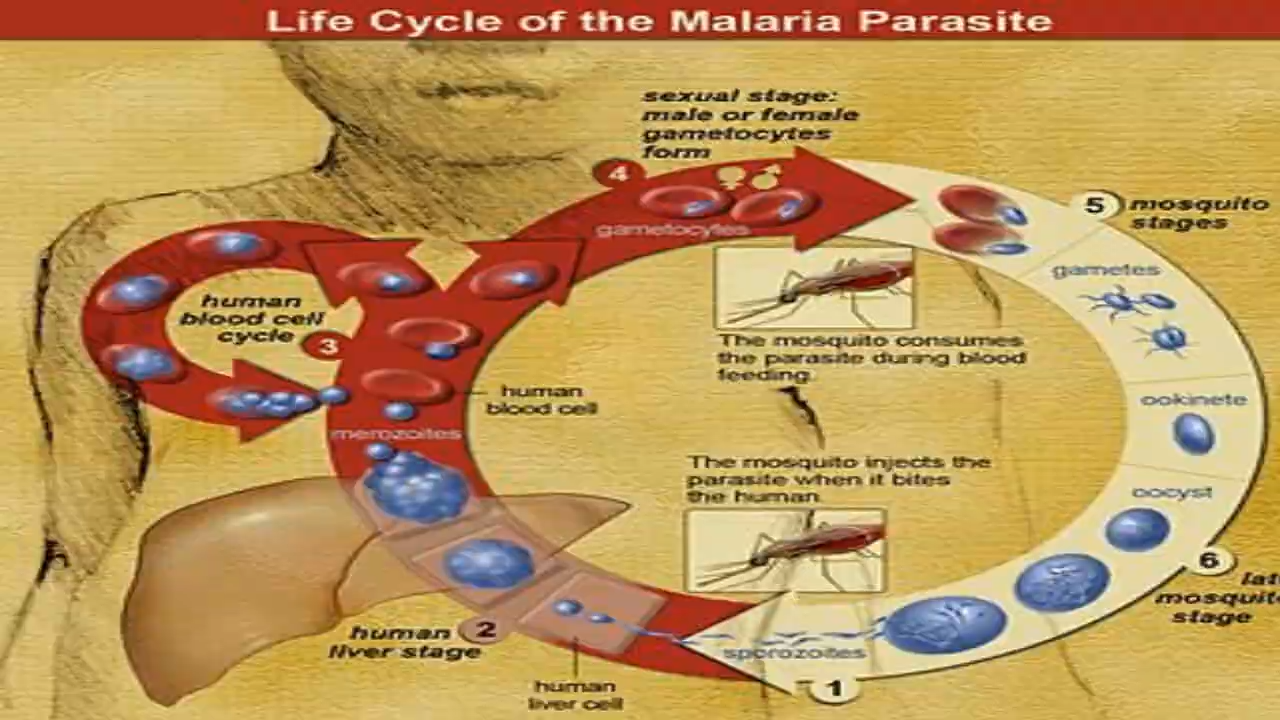 Life Cycle of the Malaria Parasite
sexual stage:
male or female
gametocytes
form
4
gametocytes
5
mosquito
stages
gametes
human
blood cell
cycle
3
The mosquito consumes
the parasite during blood
feeding.
human
blood cell
ookinete
merozoites
The mosquito injects the
parasite when it bites
the human.
oocyst
6
mosquit
stage
human
liver stage
2
sporozoites
1
human
liver cell